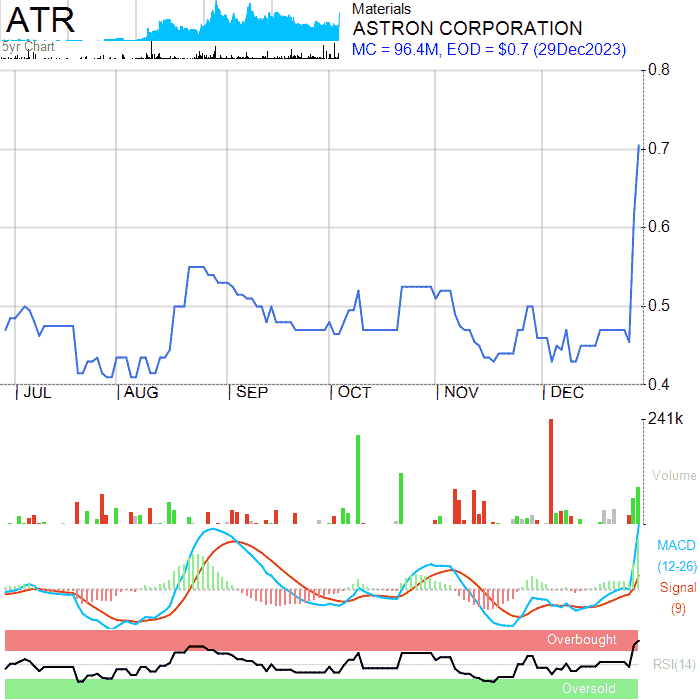 ATR
5yr Chart
Materials
ASTRON CORPORATION
MC = 96.4M, EOD = $0.7 (29Dec2023)
0.8
0.7
0.6
0.5
0.4
JUL AUG SEP OCT NOV DEC
241k
Volume
MACD
(12-26)
Signal
(9)
Overbought
RSI(14)
Oversold